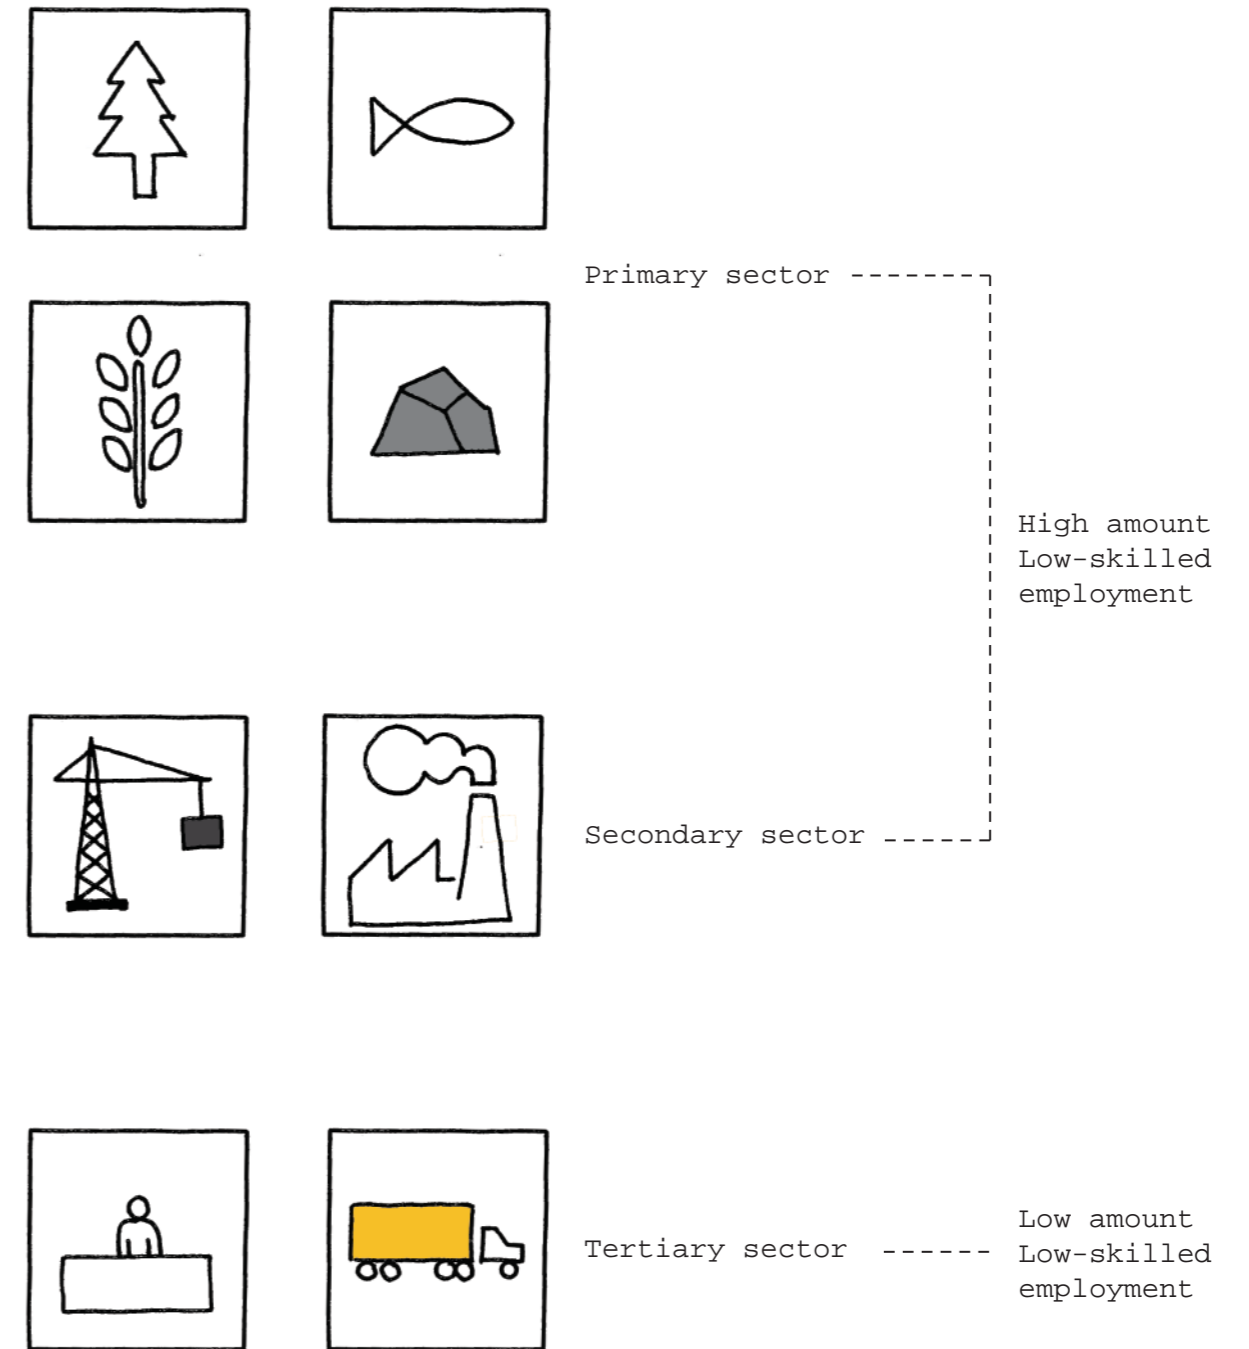 Primary sector
High amount
Low-skilled
employment
Secondary sector
Tertiary sector
Low amount
Low-skilled
employment